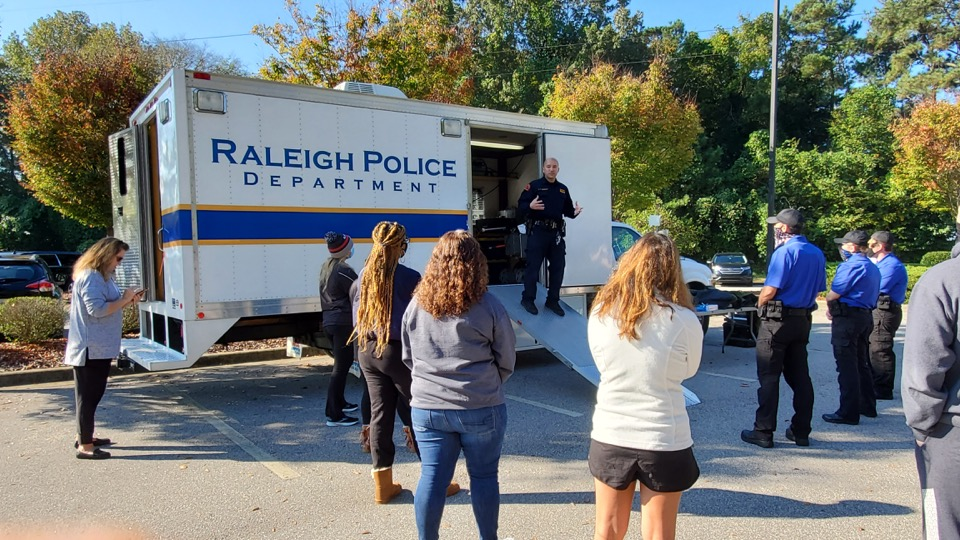 RALEIGH POLICE
DEPARTMENT